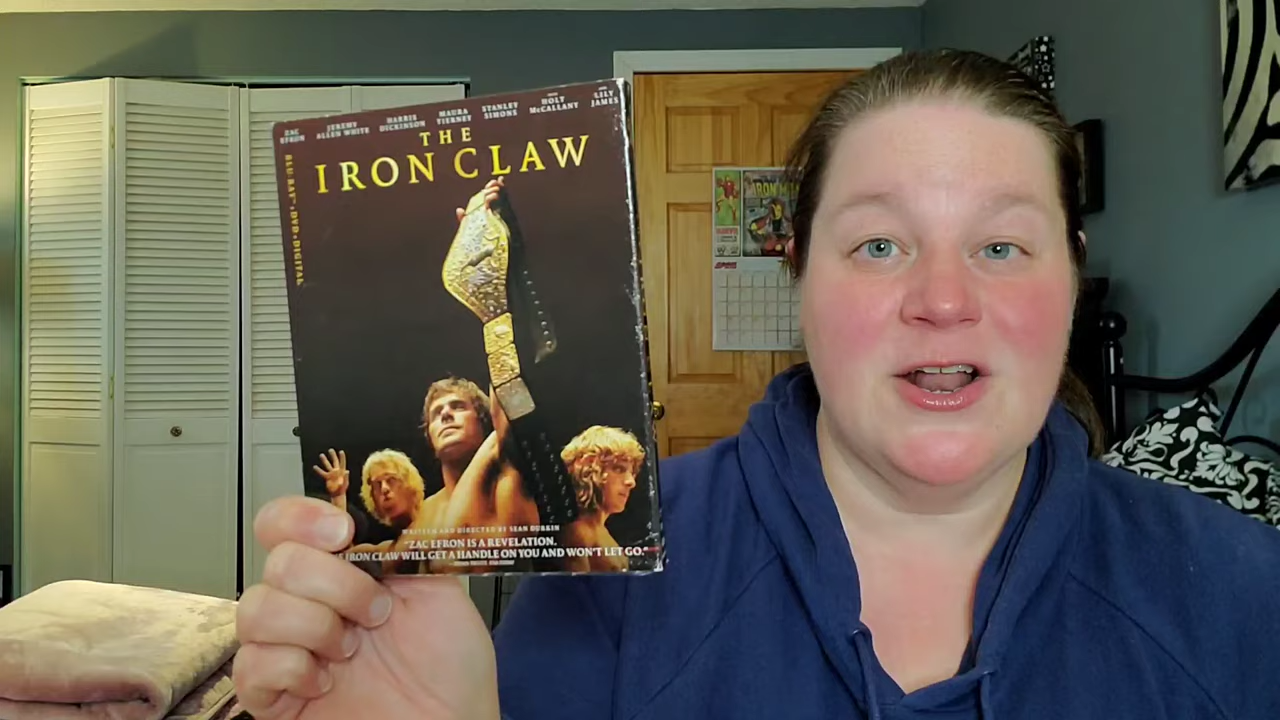 ZAC EFRON JEREMY ALLEN WHITE HARRIS DICKINSON MAURA TIERNEY STANLEY SIMONS HOLT McCALLANY LILY JAMES
THE
IRON CLAW
BLU-RAY + DVD + DIGITAL
WRITTEN AND DIRECTED BY SEAN DURKIN
"ZAC EFRON IS A REVELATION.
IRON CLAW WILL GET A HANDLE ON YOU AND WON'T LET GO."
IRON MAN